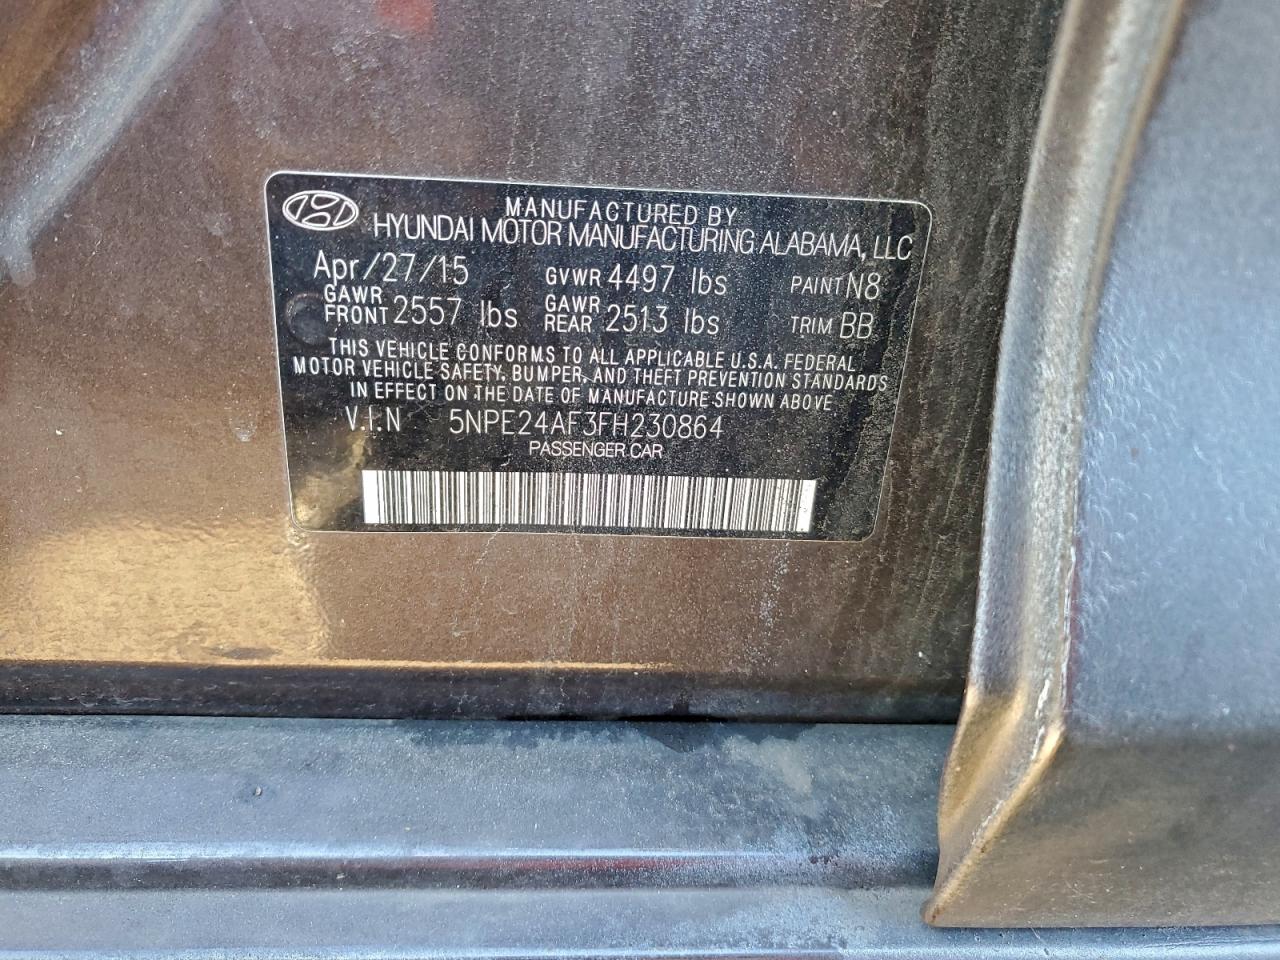 MANUFACTURED BY
HYUNDAI MOTOR MANUFACTURING ALABAMA, LLC
Apr/27/15 GVWR 4497 lbs PAINT N8
GAWR FRONT 2557 lbs GAWR REAR 2513 lbs TRIM BB
THIS VEHICLE CONFORMS TO ALL APPLICABLE U.S.A. FEDERAL
MOTOR VEHICLE SAFETY, BUMPER, AND THEFT PREVENTION STANDARDS
IN EFFECT ON THE DATE OF MANUFACTURE SHOWN ABOVE
V.I.N 5NPE24AF3FH230864
PASSENGER CAR